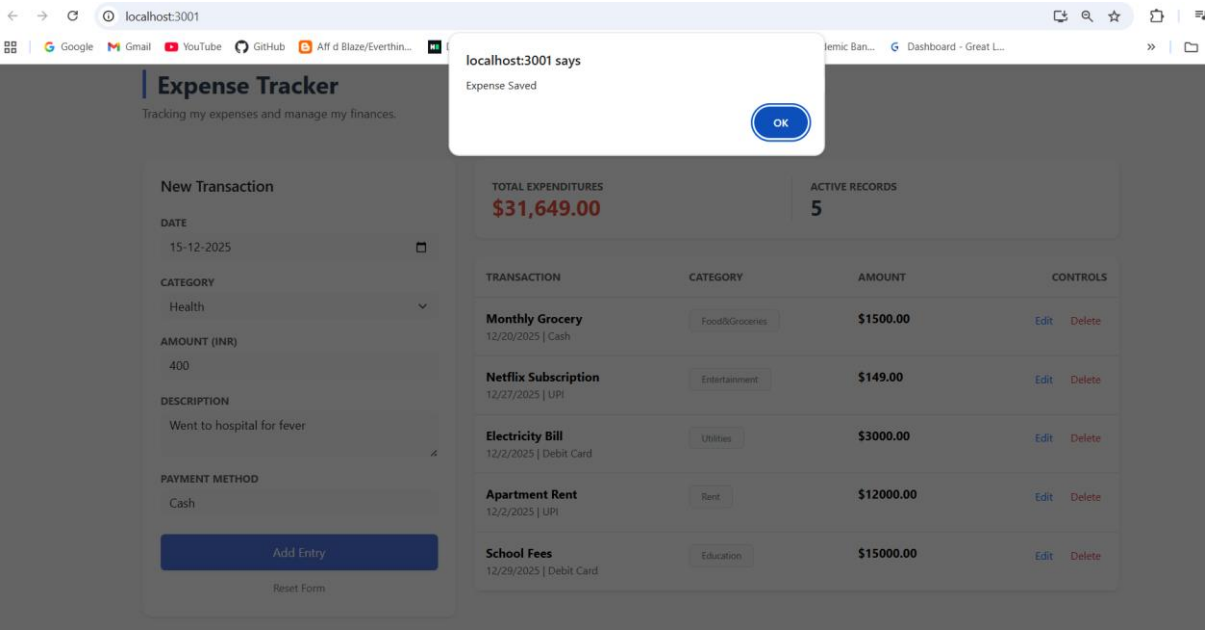 localhost:3001
Google Gmail YouTube GitHub Aff d Blaze/Everthin... demic Ban... Dashboard - Great L...
localhost:3001 says
Expense Saved
OK
Expense Tracker
Tracking my expenses and manage my finances.
New Transaction
DATE
15-12-2025
CATEGORY
Health
AMOUNT (INR)
400
DESCRIPTION
Went to hospital for fever
PAYMENT METHOD
Cash
Add Entry
Reset Form
TOTAL EXPENDITURES ACTIVE RECORDS
$31,649.00 5
TRANSACTION CATEGORY AMOUNT CONTROLS
Monthly Grocery Food&Groceries $1500.00 Edit Delete
12/20/2025 | Cash
Netflix Subscription Entertainment $149.00 Edit Delete
12/27/2025 | UPI
Electricity Bill Utilities $3000.00 Edit Delete
12/2/2025 | Debit Card
Apartment Rent Rent $12000.00 Edit Delete
12/2/2025 | UPI
School Fees Education $15000.00 Edit Delete
12/29/2025 | Debit Card